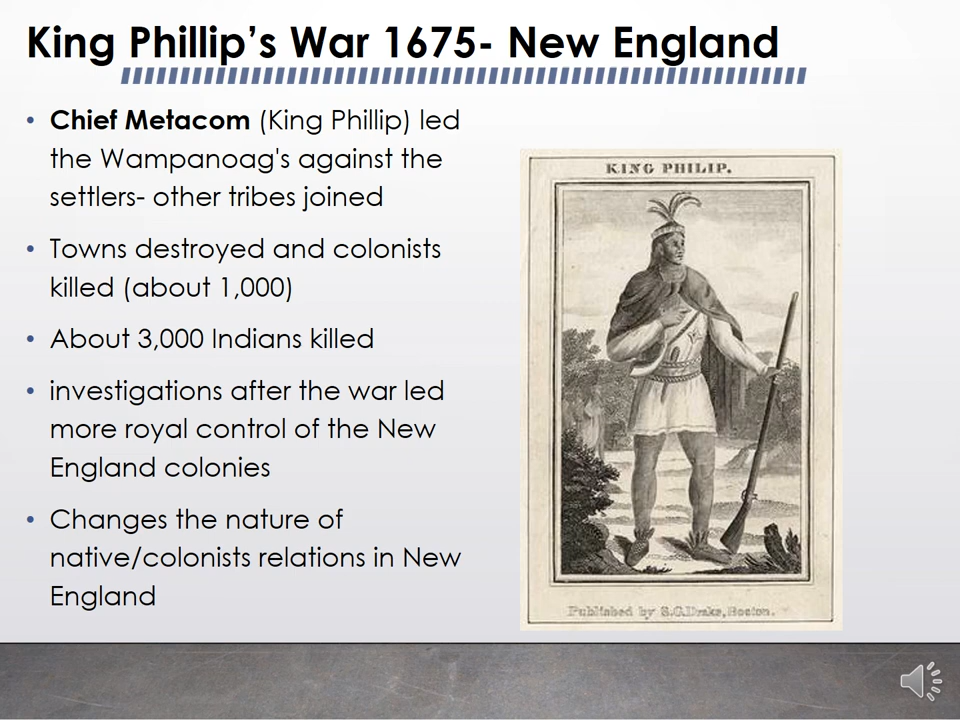 King Phillip’s War 1675- New England
• Chief Metacom (King Phillip) led
the Wampanoag's against the
settlers- other tribes joined
• Towns destroyed and colonists
killed (about 1,000)
• About 3,000 Indians killed
• investigations after the war led
more royal control of the New
England colonies
• Changes the nature of
native/colonists relations in New
England
KING PHILIP.
Published by S.G.Drake, Boston.